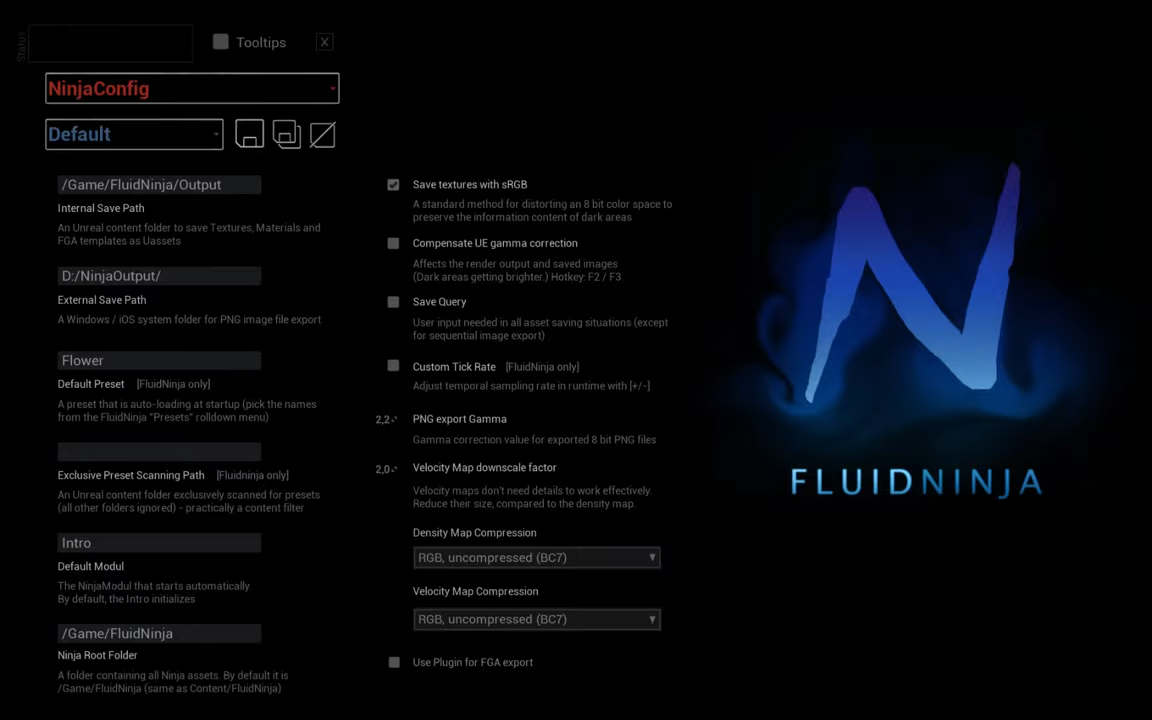 Status
Tooltips
X
NinjaConfig
Default
/Game/FluidNinja/Output
Internal Save Path
An Unreal content folder to save Textures, Materials and
FGA templates as Uassets
D:/NinjaOutput/
External Save Path
A Windows / iOS system folder for PNG image file export
Flower
Default Preset [FluidNinja only]
A preset that is auto-loading at startup (pick the names
from the FluidNinja "Presets" rolldown menu)
Exclusive Preset Scanning Path [Fluidninja only]
An Unreal content folder exclusively scanned for presets
(all other folders ignored) - practically a content filter
Intro
Default Modul
The NinjaModul that starts automatically.
By default, the Intro initializes
/Game/FluidNinja
Ninja Root Folder
A folder containing all Ninja assets. By default it is
/Game/FluidNinja (same as Content/FluidNinja)
Save textures with sRGB
A standard method for distorting an 8 bit color space to
preserve the information content of dark areas
Compensate UE gamma correction
Affects the render output and saved images
(Dark areas getting brighter.) Hotkey: F2 / F3
Save Query
User input needed in all asset saving situations (except
for sequential image export)
Custom Tick Rate [FluidNinja only]
Adjust temporal sampling rate in runtime with [+/-]
2,2 PNG export Gamma
Gamma correction value for exported 8 bit PNG files
2,0 Velocity Map downscale factor
Velocity maps don't need details to work effectively.
Reduce their size, compared to the density map.
Density Map Compression
RGB, uncompressed (BC7)
Velocity Map Compression
RGB, uncompressed (BC7)
Use Plugin for FGA export
N
FLUIDNINJA